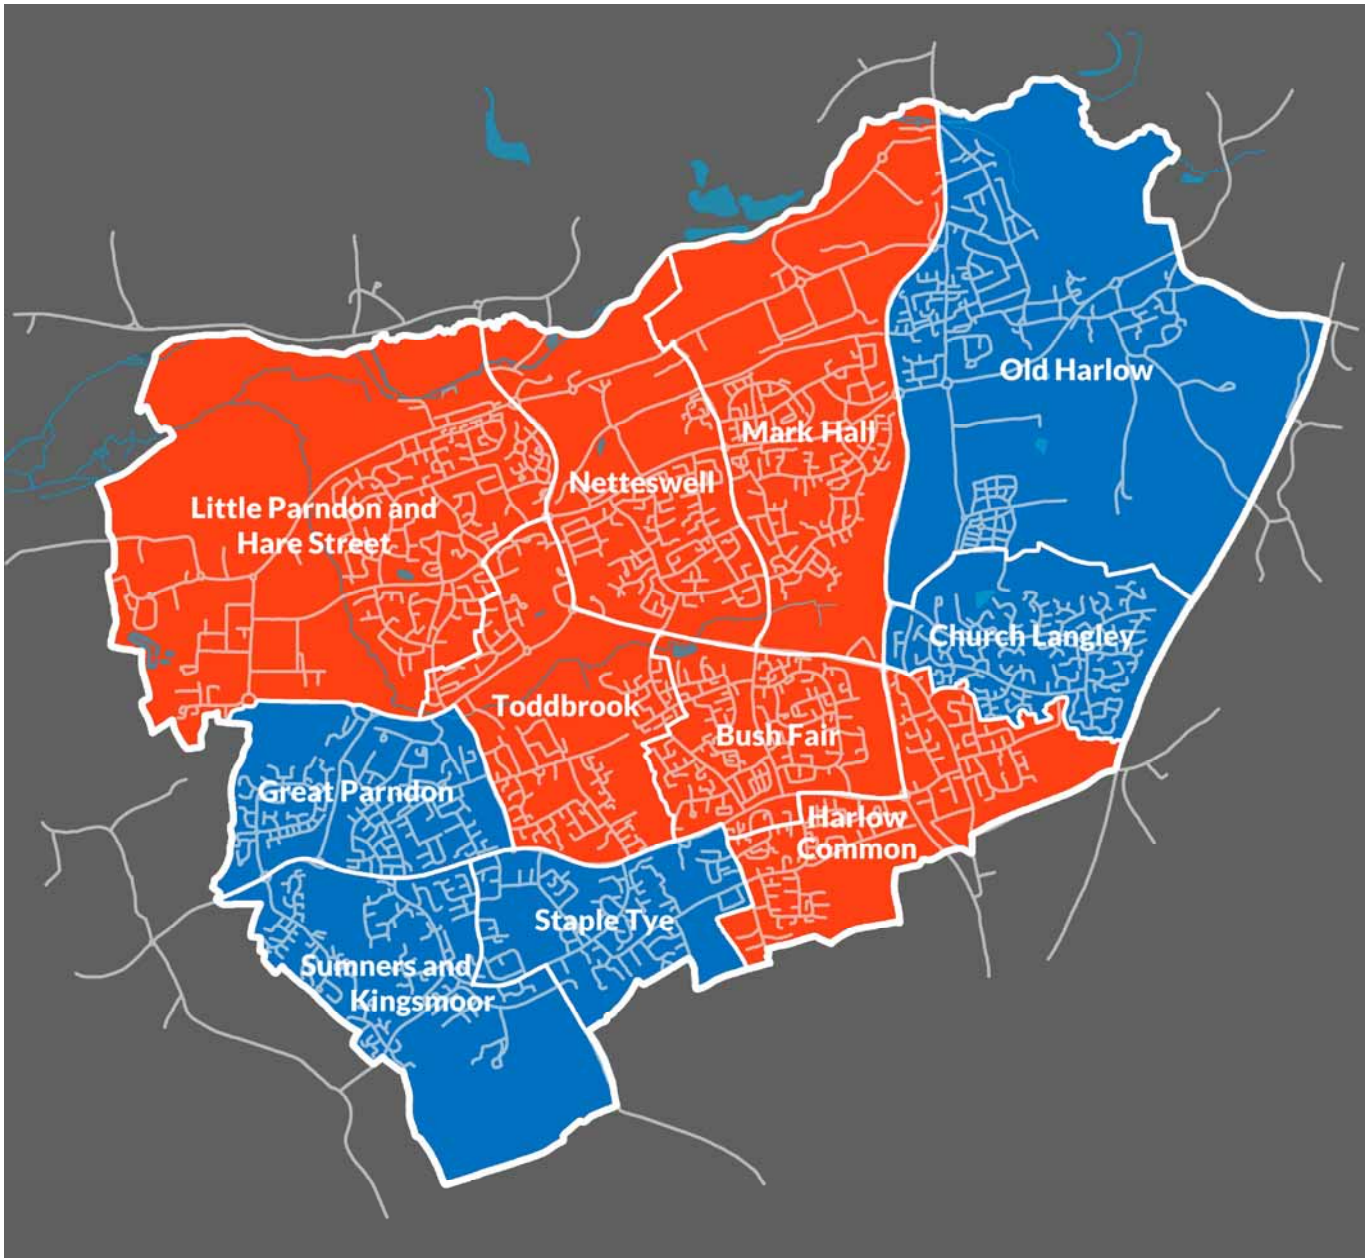 Old Harlow
Mark Hall
Netteswell
Little Parndon and
Hare Street
Church Langley
Toddbrook
Bush Fair
Great Parndon
Harlow
Common
Staple Tye
Sumners and
Kingsmoor